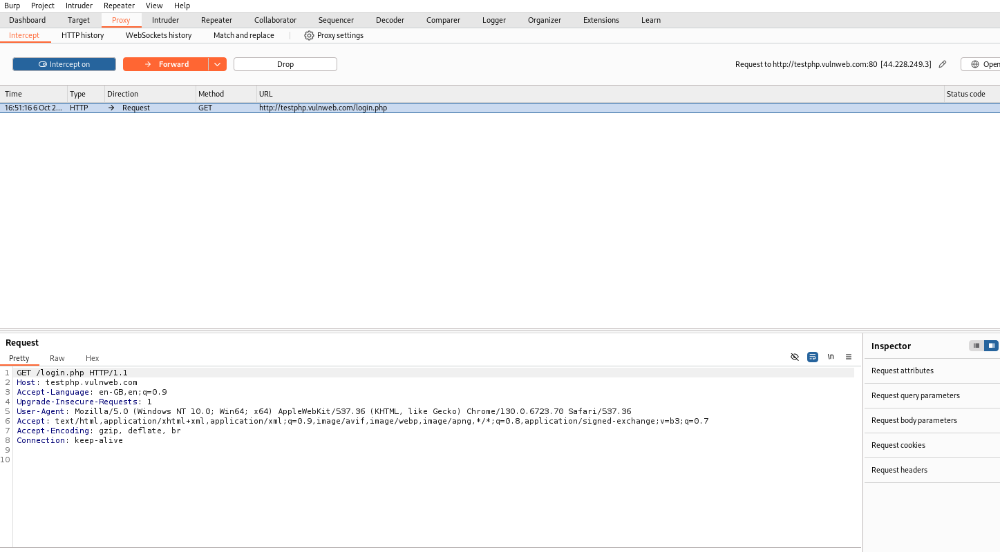 Burp Project Intruder Repeater View Help
Dashboard Target Proxy Intruder Repeater Collaborator Sequencer Decoder Comparer Logger Organizer Extensions Learn
Intercept HTTP history WebSockets history Match and replace Proxy settings
Intercept on Forward Drop Request to http://testphp.vulnweb.com:80 [44.228.249.3] Open
Time Type Direction Method URL Status code
16:51:16 6 Oct 2... HTTP → Request GET http://testphp.vulnweb.com/login.php
Request
Pretty Raw Hex
\n
1 GET /login.php HTTP/1.1
2 Host: testphp.vulnweb.com
3 Accept-Language: en-GB,en;q=0.9
4 Upgrade-Insecure-Requests: 1
5 User-Agent: Mozilla/5.0 (Windows NT 10.0; Win64; x64) AppleWebKit/537.36 (KHTML, like Gecko) Chrome/130.0.6723.70 Safari/537.36
6 Accept: text/html,application/xhtml+xml,application/xml;q=0.9,image/avif,image/webp,image/apng,*/*;q=0.8,application/signed-exchange;v=b3;q=0.7
7 Accept-Encoding: gzip, deflate, br
8 Connection: keep-alive
9
10
Inspector
Request attributes
Request query parameters
Request body parameters
Request cookies
Request headers